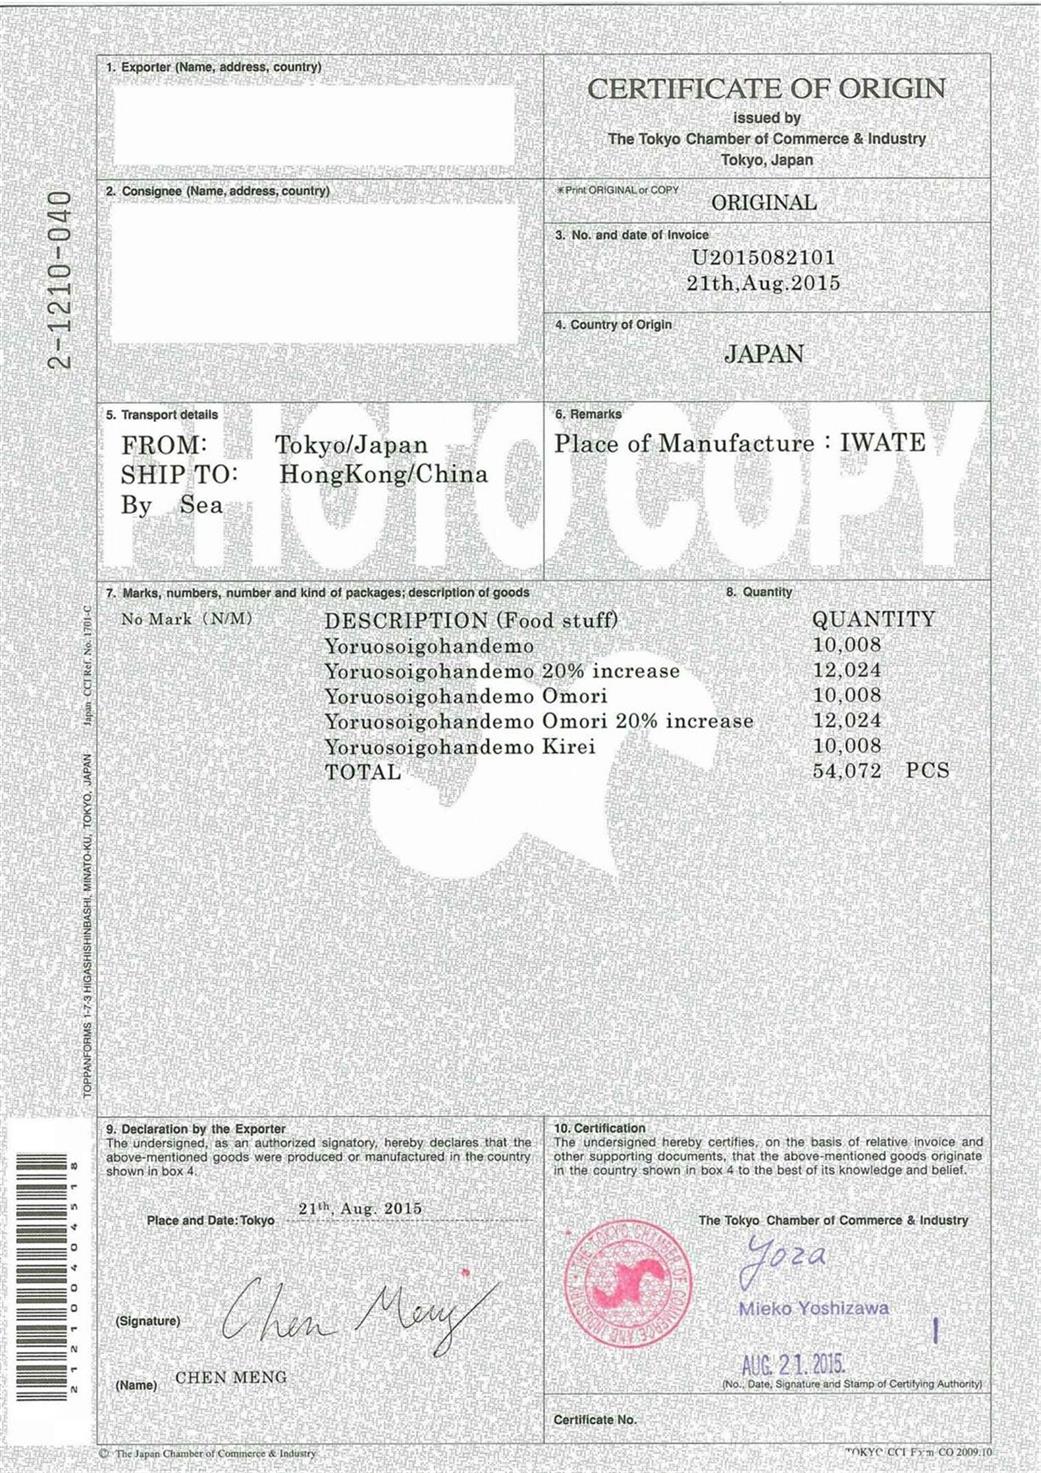 1. Exporter (Name, address, country)
CERTIFICATE OF ORIGIN
issued by
The Tokyo Chamber of Commerce & Industry
Tokyo, Japan
2. Consignee (Name, address, country)
*Print ORIGINAL or COPY
ORIGINAL
3. No. and date of Invoice
U2015082101
21th,Aug.2015
4. Country of Origin
JAPAN
2-1210-040
5. Transport details
FROM: Tokyo/Japan
SHIP TO: HongKong/China
By Sea
6. Remarks
Place of Manufacture : IWATE
PHOTO COPY
7. Marks, numbers, number and kind of packages; description of goods
8. Quantity
No Mark (N/M)
DESCRIPTION (Food stuff) QUANTITY
Yoruosoigohandemo 10,008
Yoruosoigohandemo 20% increase 12,024
Yoruosoigohandemo Omori 10,008
Yoruosoigohandemo Omori 20% increase 12,024
Yoruosoigohandemo Kirei 10,008
TOTAL 54,072 PCS
TOPPANFORMS 1-7-3 HIGASHISHINBASHI, MINATO-KU, TOKYO, JAPAN Japan CCI Ref. No. 1701-C
9. Declaration by the Exporter
The undersigned, as an authorized signatory, hereby declares that the
above-mentioned goods were produced or manufactured in the country
shown in box 4.
Place and Date: Tokyo 21th, Aug. 2015
(Signature) Chen Meng
(Name) CHEN MENG
10. Certification
The undersigned hereby certifies, on the basis of relative invoice and
other supporting documents, that the above-mentioned goods originate
in the country shown in box 4 to the best of its knowledge and belief.
The Tokyo Chamber of Commerce & Industry
THE TOKYO CHAMBER OF COMMERCE AND INDUSTRY
Yoza
Mieko Yoshizawa
AUG. 21. 2015.
(No., Date, Signature and Stamp of Certifying Authority)
Certificate No.
212100404518
© The Japan Chamber of Commerce & Industry
TOKYO CCI Form CO 2009.10